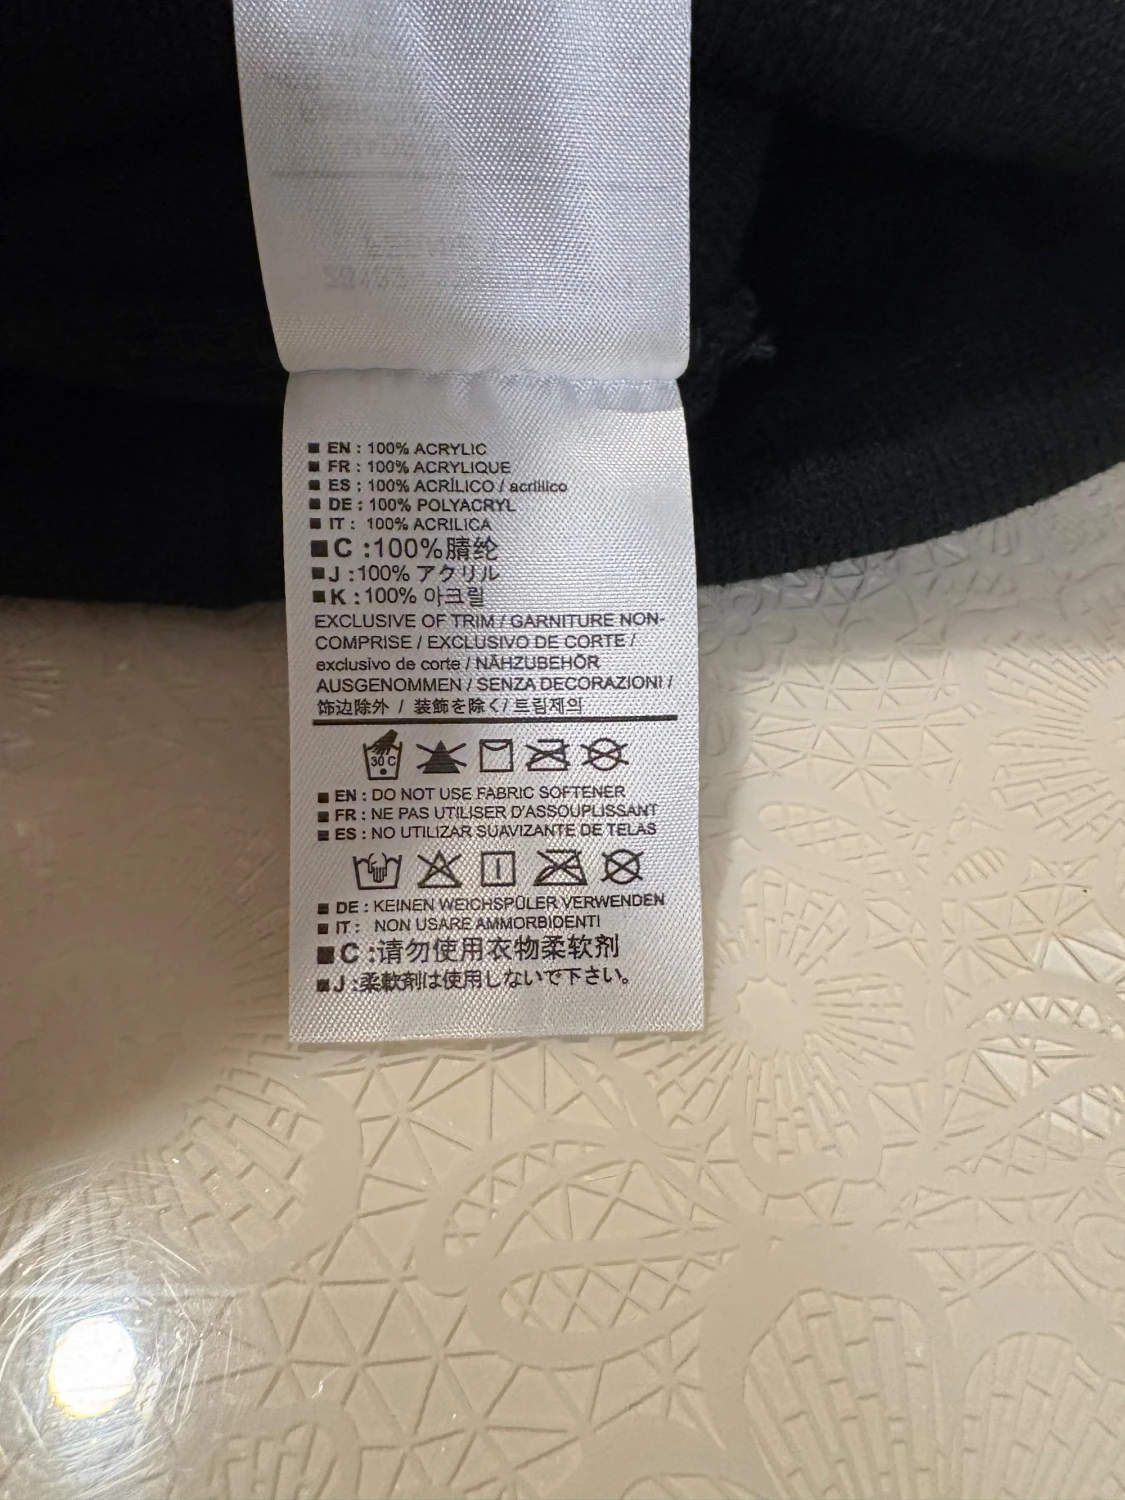 ■ EN : 100% ACRYLIC
■ FR : 100% ACRYLIQUE
■ ES : 100% ACRÍLICO / acrílico
■ DE : 100% POLYACRYL
■ IT : 100% ACRILICA
■ C :100%腈纶
■ J :100% アクリル
■ K : 100% 아크릴
EXCLUSIVE OF TRIM / GARNITURE NON-
COMPRISE / EXCLUSIVO DE CORTE /
exclusivo de corte / NÄHZUBEHÖR
AUSGENOMMEN / SENZA DECORAZIONI /
饰边除外 / 装飾を除く/ 트림제의
30 C
■ EN : DO NOT USE FABRIC SOFTENER
■ FR : NE PAS UTILISER D'ASSOUPLISSANT
■ ES : NO UTILIZAR SUAVIZANTE DE TELAS
■ DE : KEINEN WEICHSPÜLER VERWENDEN
■ IT : NON USARE AMMORBIDENTI
■ C :请勿使用衣物柔软剂
■ J :柔軟剤は使用しないで下さい。